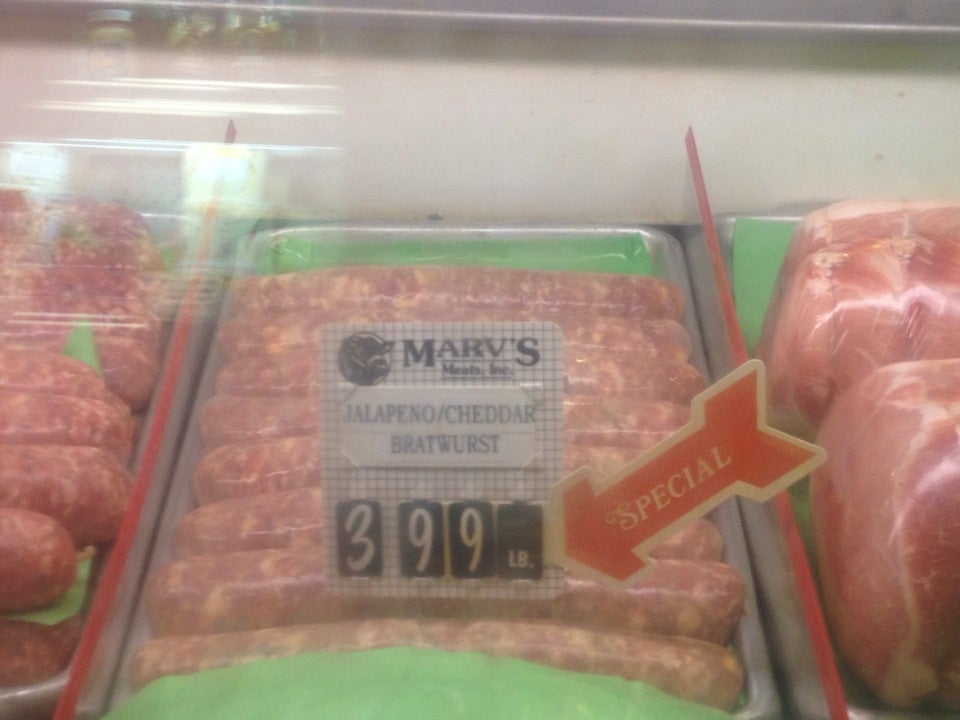 MARV'S
Meats, Inc.
JALAPENO/CHEDDAR
BRATWURST
3 99 LB.
SPECIAL